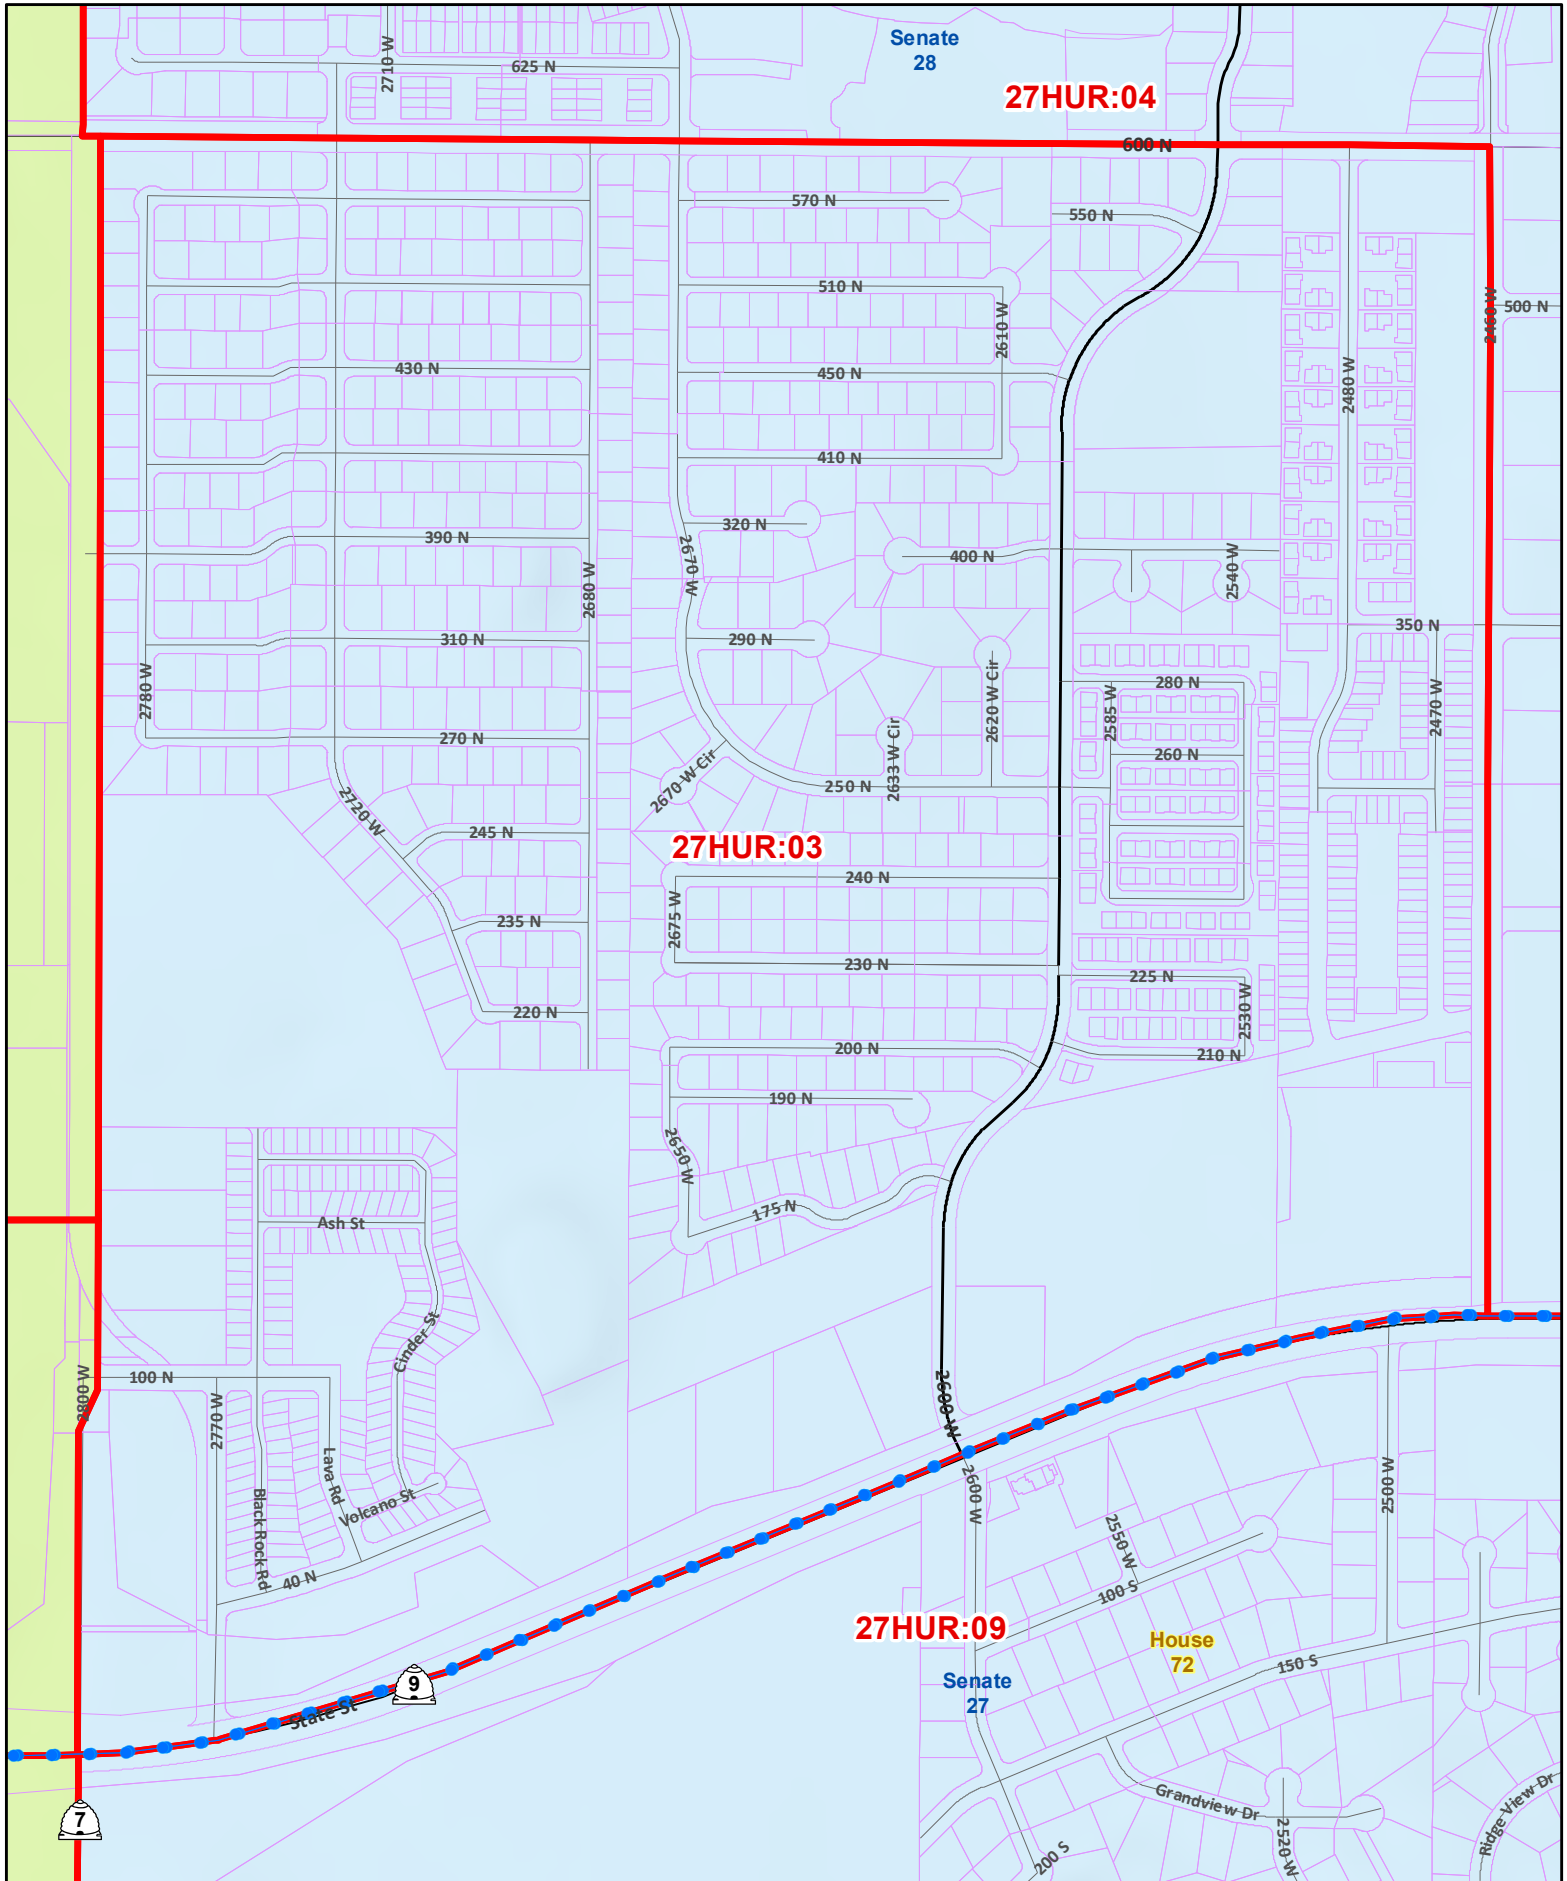 Senate
28
2710 W
625 N
27HUR:04
600 N
570 N
550 N
510 N
2610 W
2460 W
500 N
430 N
450 N
2480 W
410 N
320 N
390 N
400 N
2670 W
2540 W
2680 W
310 N
290 N
350 N
2780 W
2620 W Cir
280 N
2585 W
2470 W
270 N
2633 W Cir
260 N
2670 W Cir
250 N
2720 W
245 N
27HUR:03
240 N
235 N
2675 W
230 N
225 N
220 N
2530 W
200 N
210 N
190 N
2650 W
175 N
Ash St
Cinder St
100 N
2800 W
2770 W
2600 W
Lava Rd
Volcano St
Black Rock Rd
40 N
2600 W
2500 W
2550 W
100 S
27HUR:09
House
72
Senate
27
150 S
9
State St
7
Grandview Dr
2520 W
200 S
Ridge View Dr